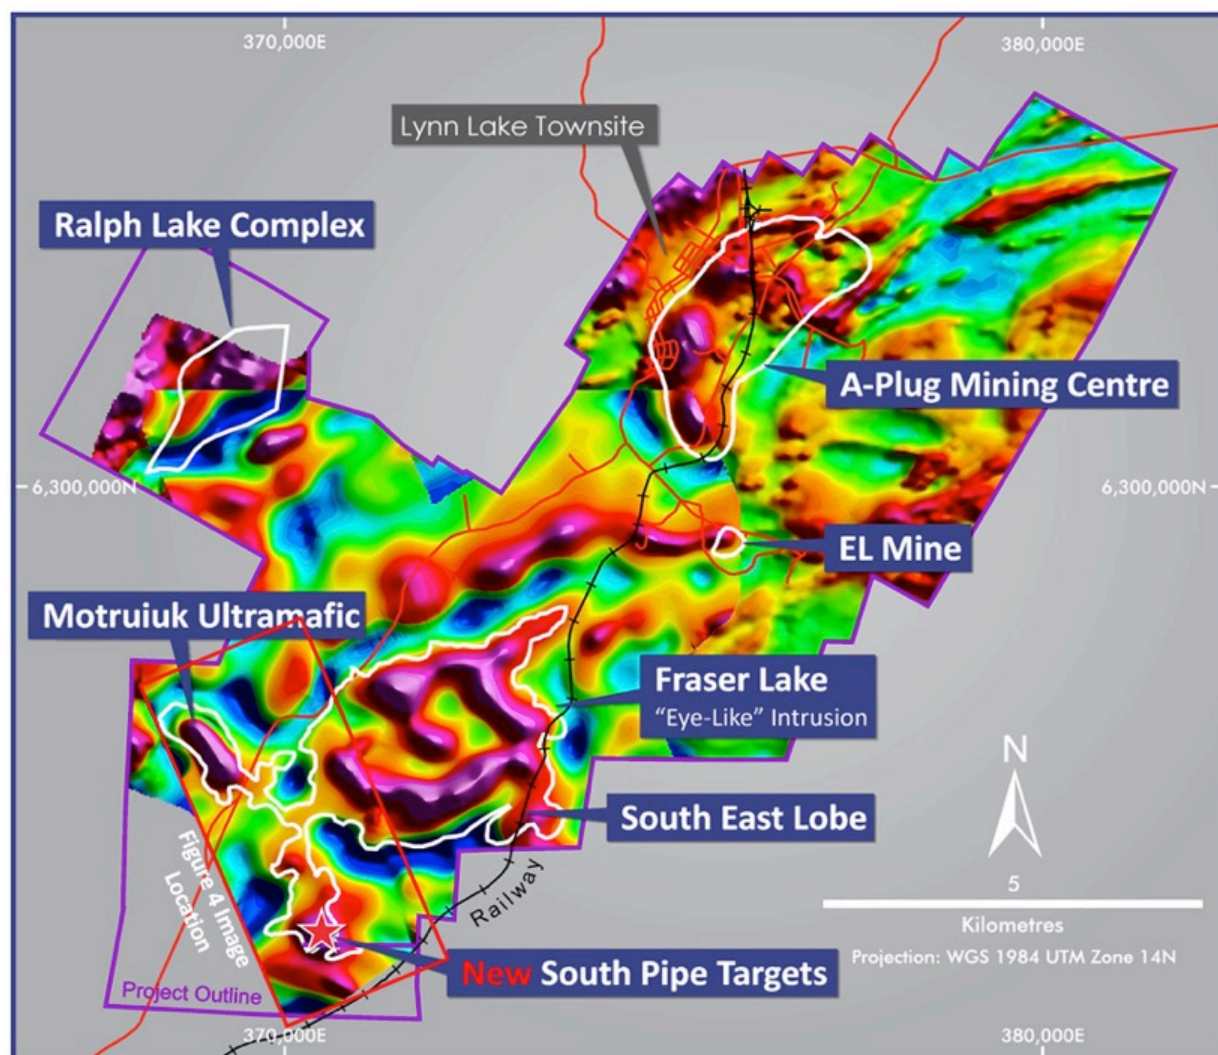 370,000E
380,000E
Lynn Lake Townsite
Ralph Lake Complex
A-Plug Mining Centre
6,300,000N
6,300,000N
EL Mine
Motruiuk Ultramafic
Fraser Lake
“Eye-Like” Intrusion
N
South East Lobe
Figure 4 Image
Location
Railway
5
Kilometres
Projection: WGS 1984 UTM Zone 14N
New South Pipe Targets
Project Outline
370,000E
380,000E